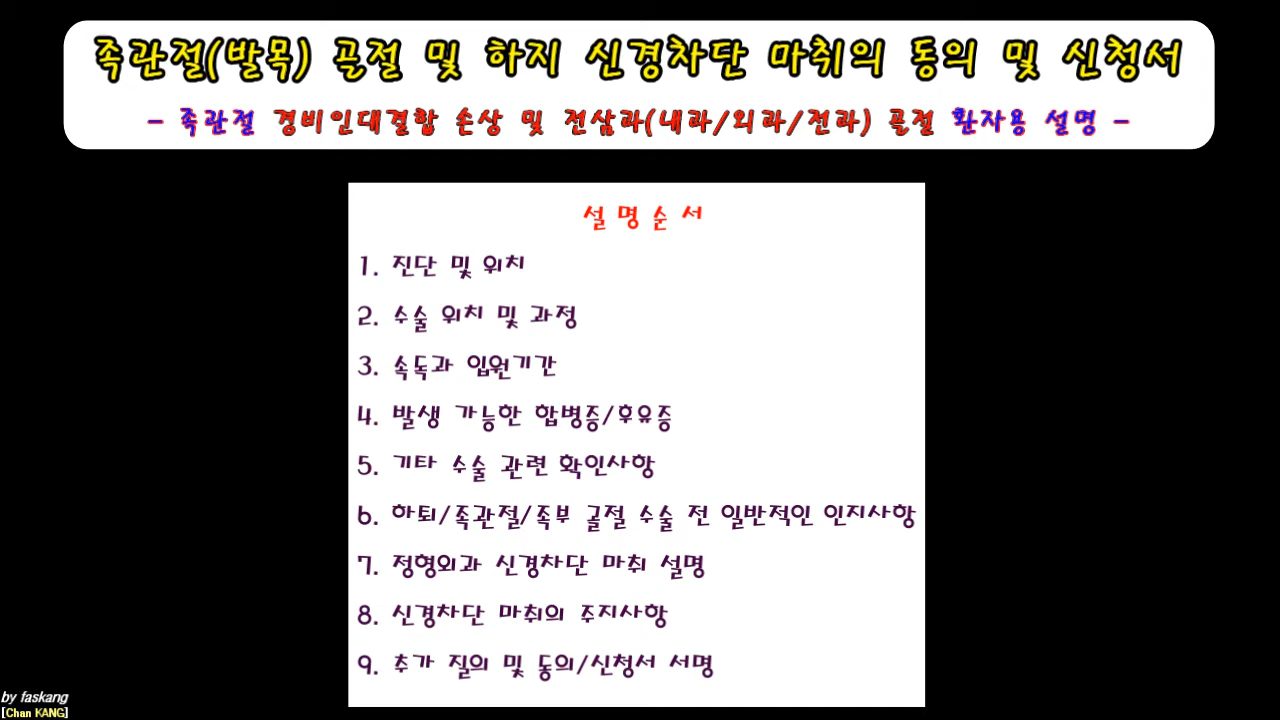 족관절(발목) 골절 및 하지 신경차단 마취의 동의 및 신청서
- 족관절 경비인대결합 손상 및 전삼과(내과/외과/전과) 골절 환자용 설명 -
설 명 순 서
1. 진단 및 위치
2. 수술 위치 및 과정
3. 속독과 입원기간
4. 발생 가능한 합병증/후유증
5. 기타 수술 관련 확인사항
6. 하퇴/족관절/족부 골절 수술 전 일반적인 인지사항
7. 정형외과 신경차단 마취 설명
8. 신경차단 마취의 주지사항
9. 추가 질의 및 동의/신청서 서명
by faskang
[Chan KANG]